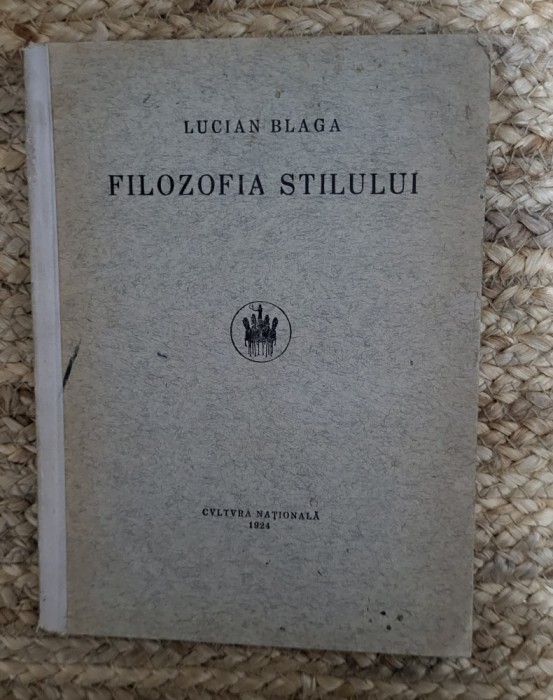 LUCIAN BLAGA
FILOZOFIA STILULUI
CVLTVRA NAȚIONALĂ
1924